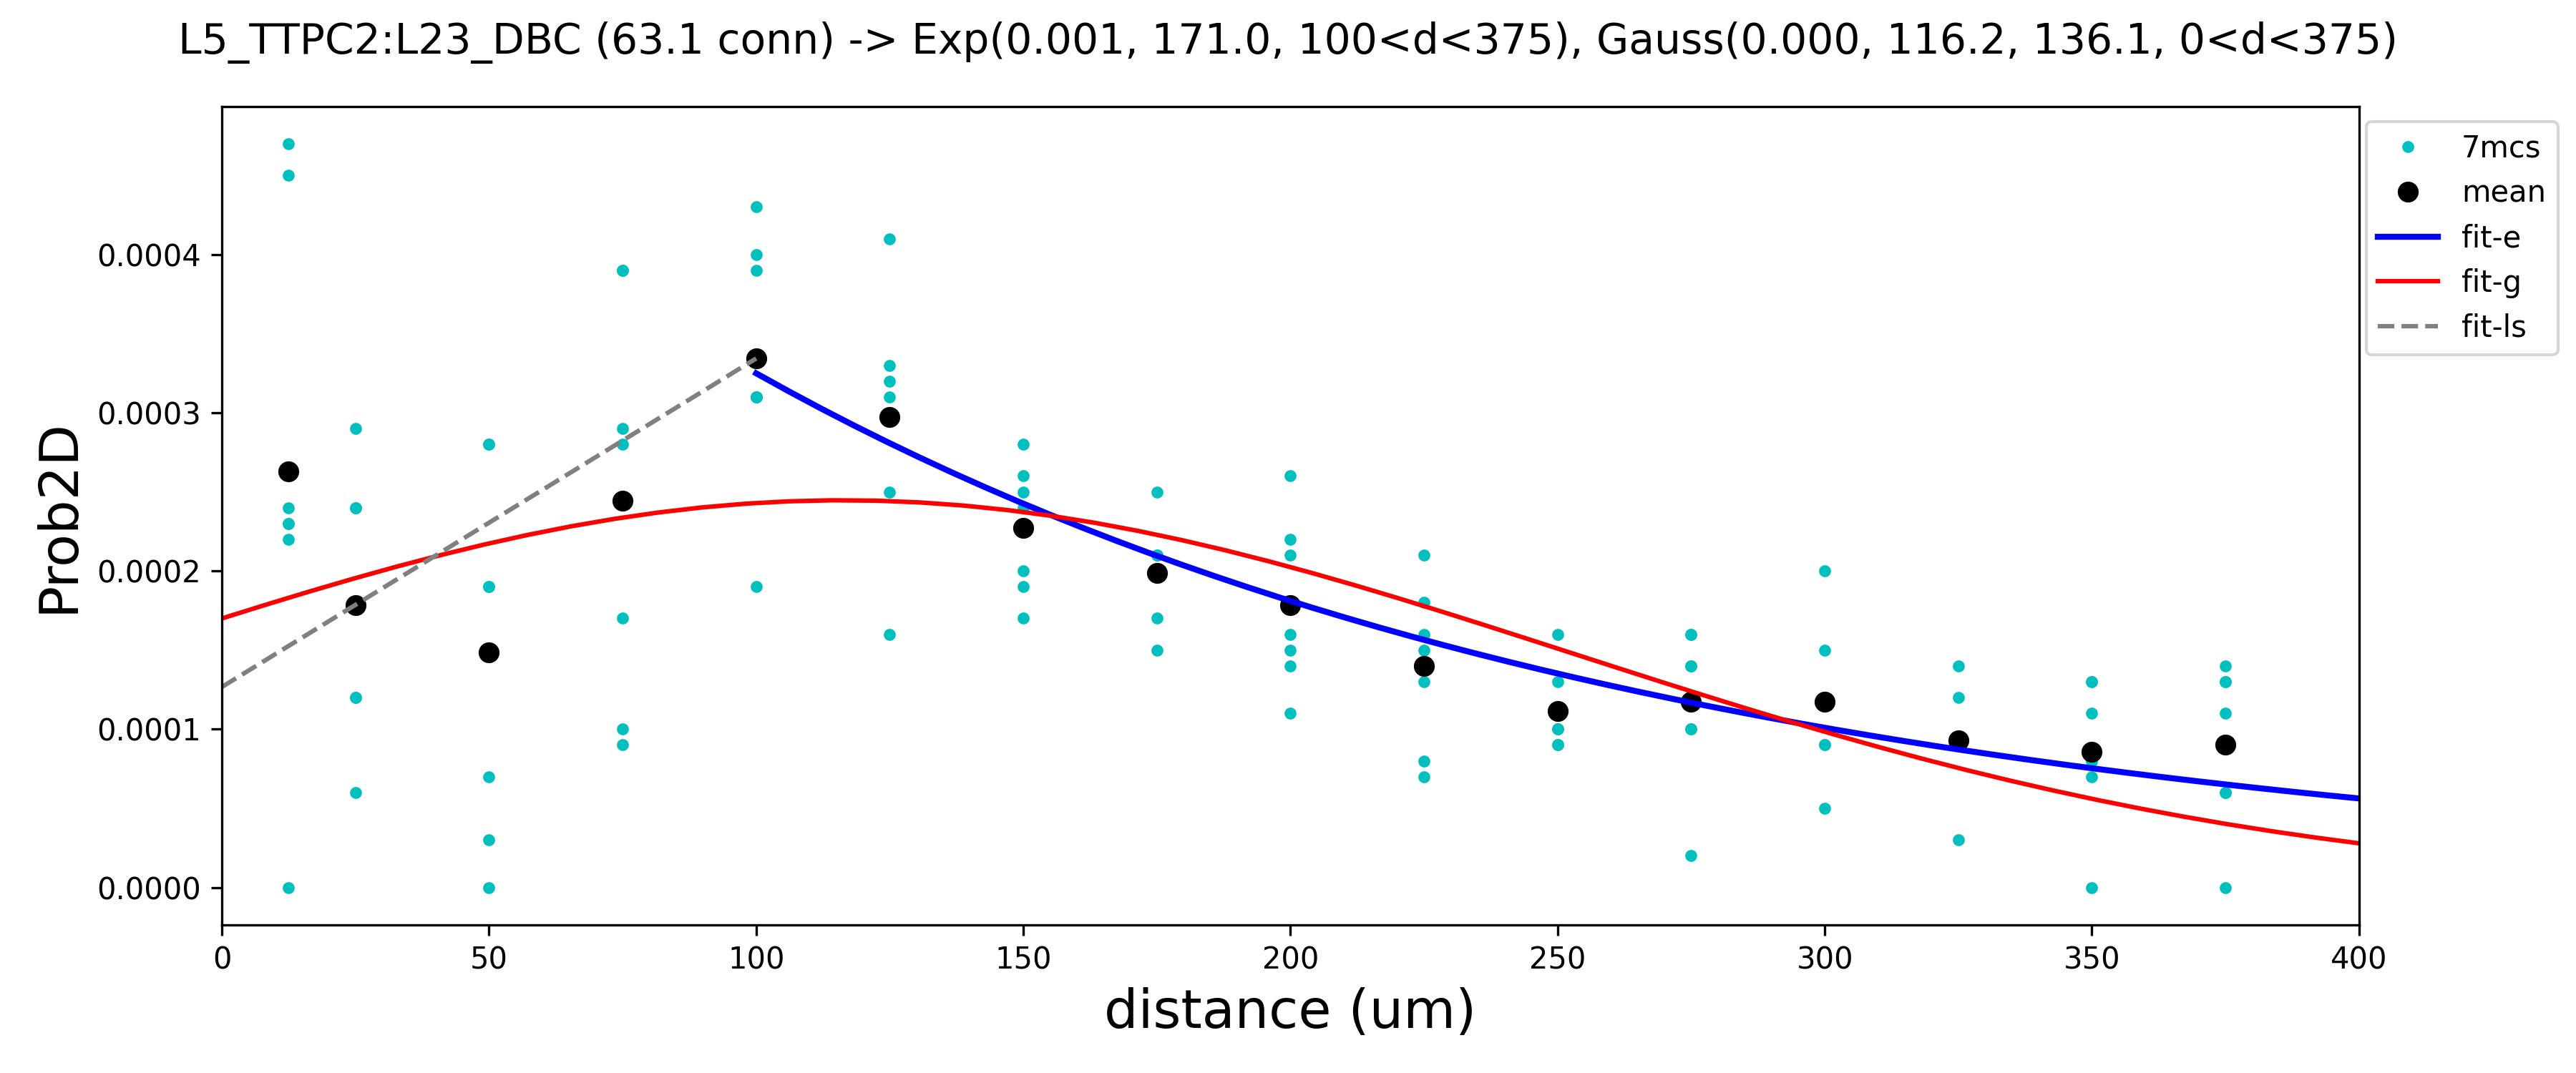 L5_TTPC2:L23_DBC (63.1 conn) -> Exp(0.001, 171.0, 100<d<375), Gauss(0.000, 116.2, 136.1, 0<d<375)
7mcs
mean
fit-e
fit-g
fit-ls
Prob2D
0.0004
0.0003
0.0002
0.0001
0.0000
0 50 100 150 200 250 300 350 400
distance (um)